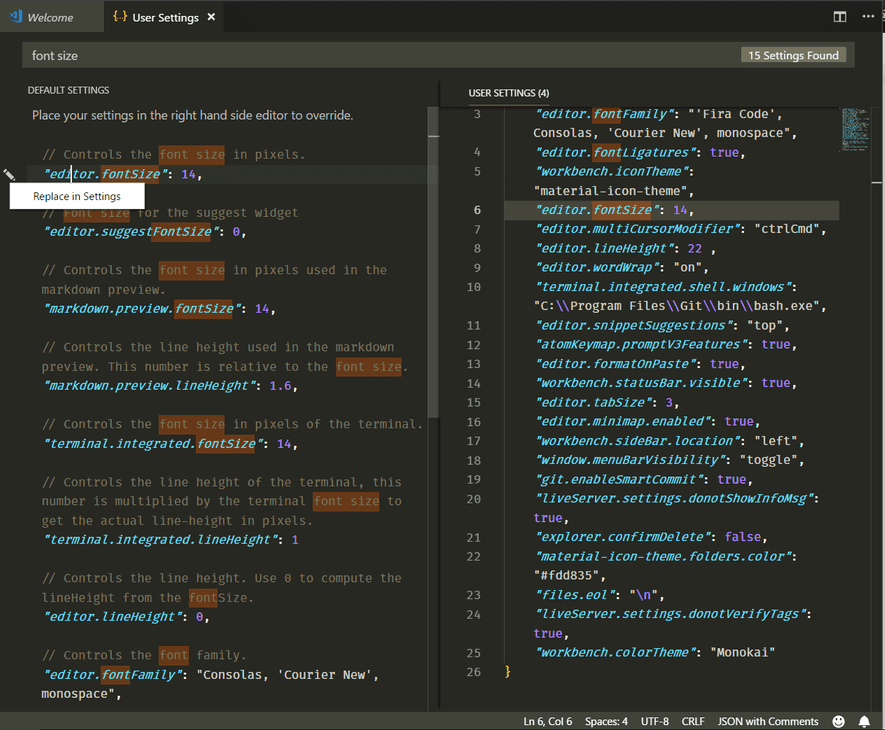 Welcome
{..} User Settings ×
font size
15 Settings Found
DEFAULT SETTINGS
Place your settings in the right hand side editor to override.
// Controls the font size in pixels.
"editor.fontSize": 14,
Replace in Settings
// Font size for the suggest widget
"editor.suggestFontSize": 0,
// Controls the font size in pixels used in the
markdown preview.
"markdown.preview.fontSize": 14,
// Controls the line height used in the markdown
preview. This number is relative to the font size.
"markdown.preview.lineHeight": 1.6,
// Controls the font size in pixels of the terminal.
"terminal.integrated.fontSize": 14,
// Controls the line height of the terminal, this
number is multiplied by the terminal font size to
get the actual line-height in pixels.
"terminal.integrated.lineHeight": 1
// Controls the line height. Use 0 to compute the
lineHeight from the fontSize.
"editor.lineHeight": 0,
// Controls the font family.
"editor.fontFamily": "Consolas, 'Courier New',
monospace",
USER SETTINGS (4)
3 "editor.fontFamily": "'Fira Code',
Consolas, 'Courier New', monospace",
4 "editor.fontLigatures": true,
5 "workbench.iconTheme":
"material-icon-theme",
6 "editor.fontSize": 14,
7 "editor.multiCursorModifier": "ctrlCmd",
8 "editor.lineHeight": 22 ,
9 "editor.wordWrap": "on",
10 "terminal.integrated.shell.windows":
"C:\\Program Files\\Git\\bin\\bash.exe",
11 "editor.snippetSuggestions": "top",
12 "atomKeymap.promptV3Features": true,
13 "editor.formatOnPaste": true,
14 "workbench.statusBar.visible": true,
15 "editor.tabSize": 3,
16 "editor.minimap.enabled": true,
17 "workbench.sideBar.location": "left",
18 "window.menuBarVisibility": "toggle",
19 "git.enableSmartCommit": true,
20 "liveServer.settings.donotShowInfoMsg":
true,
21 "explorer.confirmDelete": false,
22 "material-icon-theme.folders.color":
"#fdd835",
23 "files.eol": "\n",
24 "liveServer.settings.donotVerifyTags":
true,
25 "workbench.colorTheme": "Monokai"
26 }
Ln 6, Col 6 Spaces: 4 UTF-8 CRLF JSON with Comments